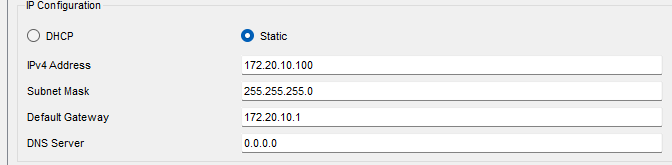 IP Configuration
DHCP Static
IPv4 Address 172.20.10.100
Subnet Mask 255.255.255.0
Default Gateway 172.20.10.1
DNS Server 0.0.0.0